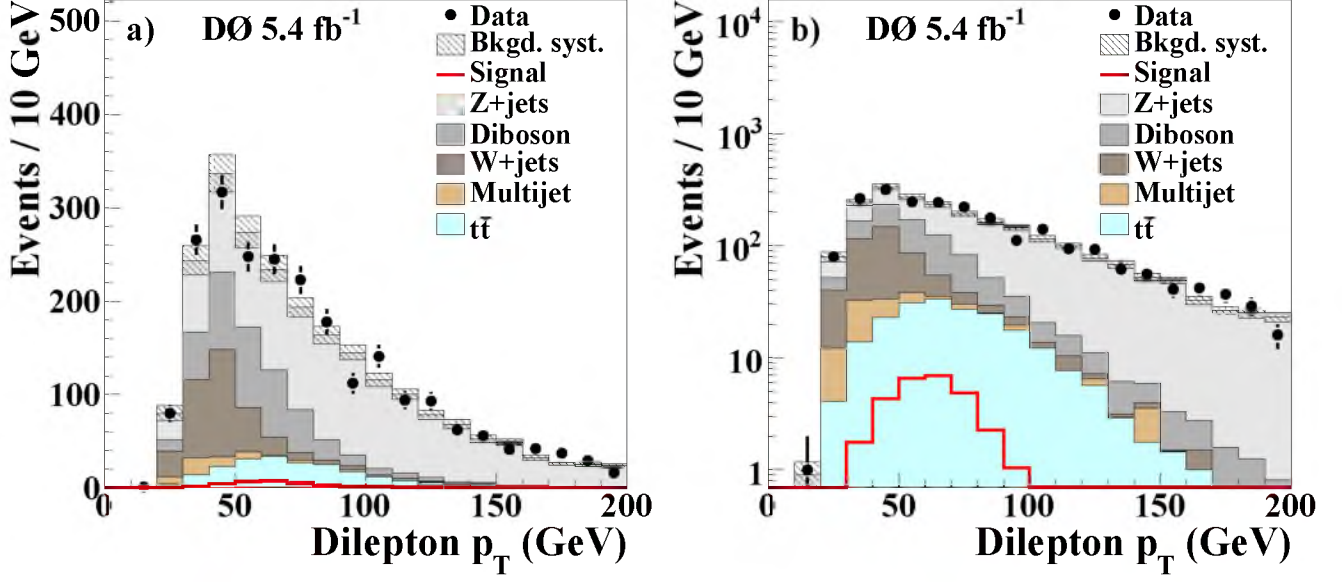 a) DØ 5.4 fb⁻¹
Data
Bkgd. syst.
Signal
Z+jets
Diboson
W+jets
Multijet
tt̄
Events / 10 GeV
500
400
300
200
100
0
0 50 100 150 200
Dilepton p_T (GeV)
b) DØ 5.4 fb⁻¹
Data
Bkgd. syst.
Signal
Z+jets
Diboson
W+jets
Multijet
tt̄
Events / 10 GeV
10⁴
10³
10²
10
1
0 50 100 150 200
Dilepton p_T (GeV)